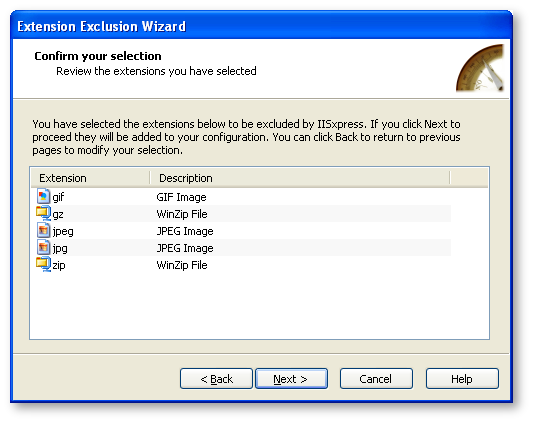 Extension Exclusion Wizard
Confirm your selection
Review the extensions you have selected
You have selected the extensions below to be excluded by IISxpress. If you click Next to
proceed they will be added to your configuration. You can click Back to return to previous
pages to modify your selection.
Extension Description
gif GIF Image
gz WinZip File
jpeg JPEG Image
jpg JPEG Image
zip WinZip File
< Back Next > Cancel Help